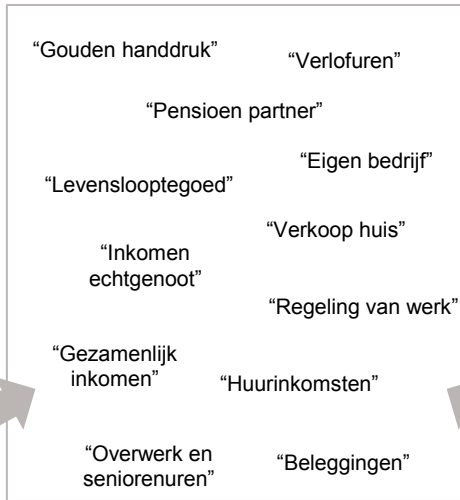 “Gouden handdruk”
“Verlofuren”
“Pensioen partner”
“Eigen bedrijf”
“Levenslooptegoed”
“Verkoop huis”
“Inkomen
echtgenoot”
“Regeling van werk”
“Gezamenlijk
inkomen”
“Huurinkomsten”
“Overwerk en
seniorenuren”
“Beleggingen”